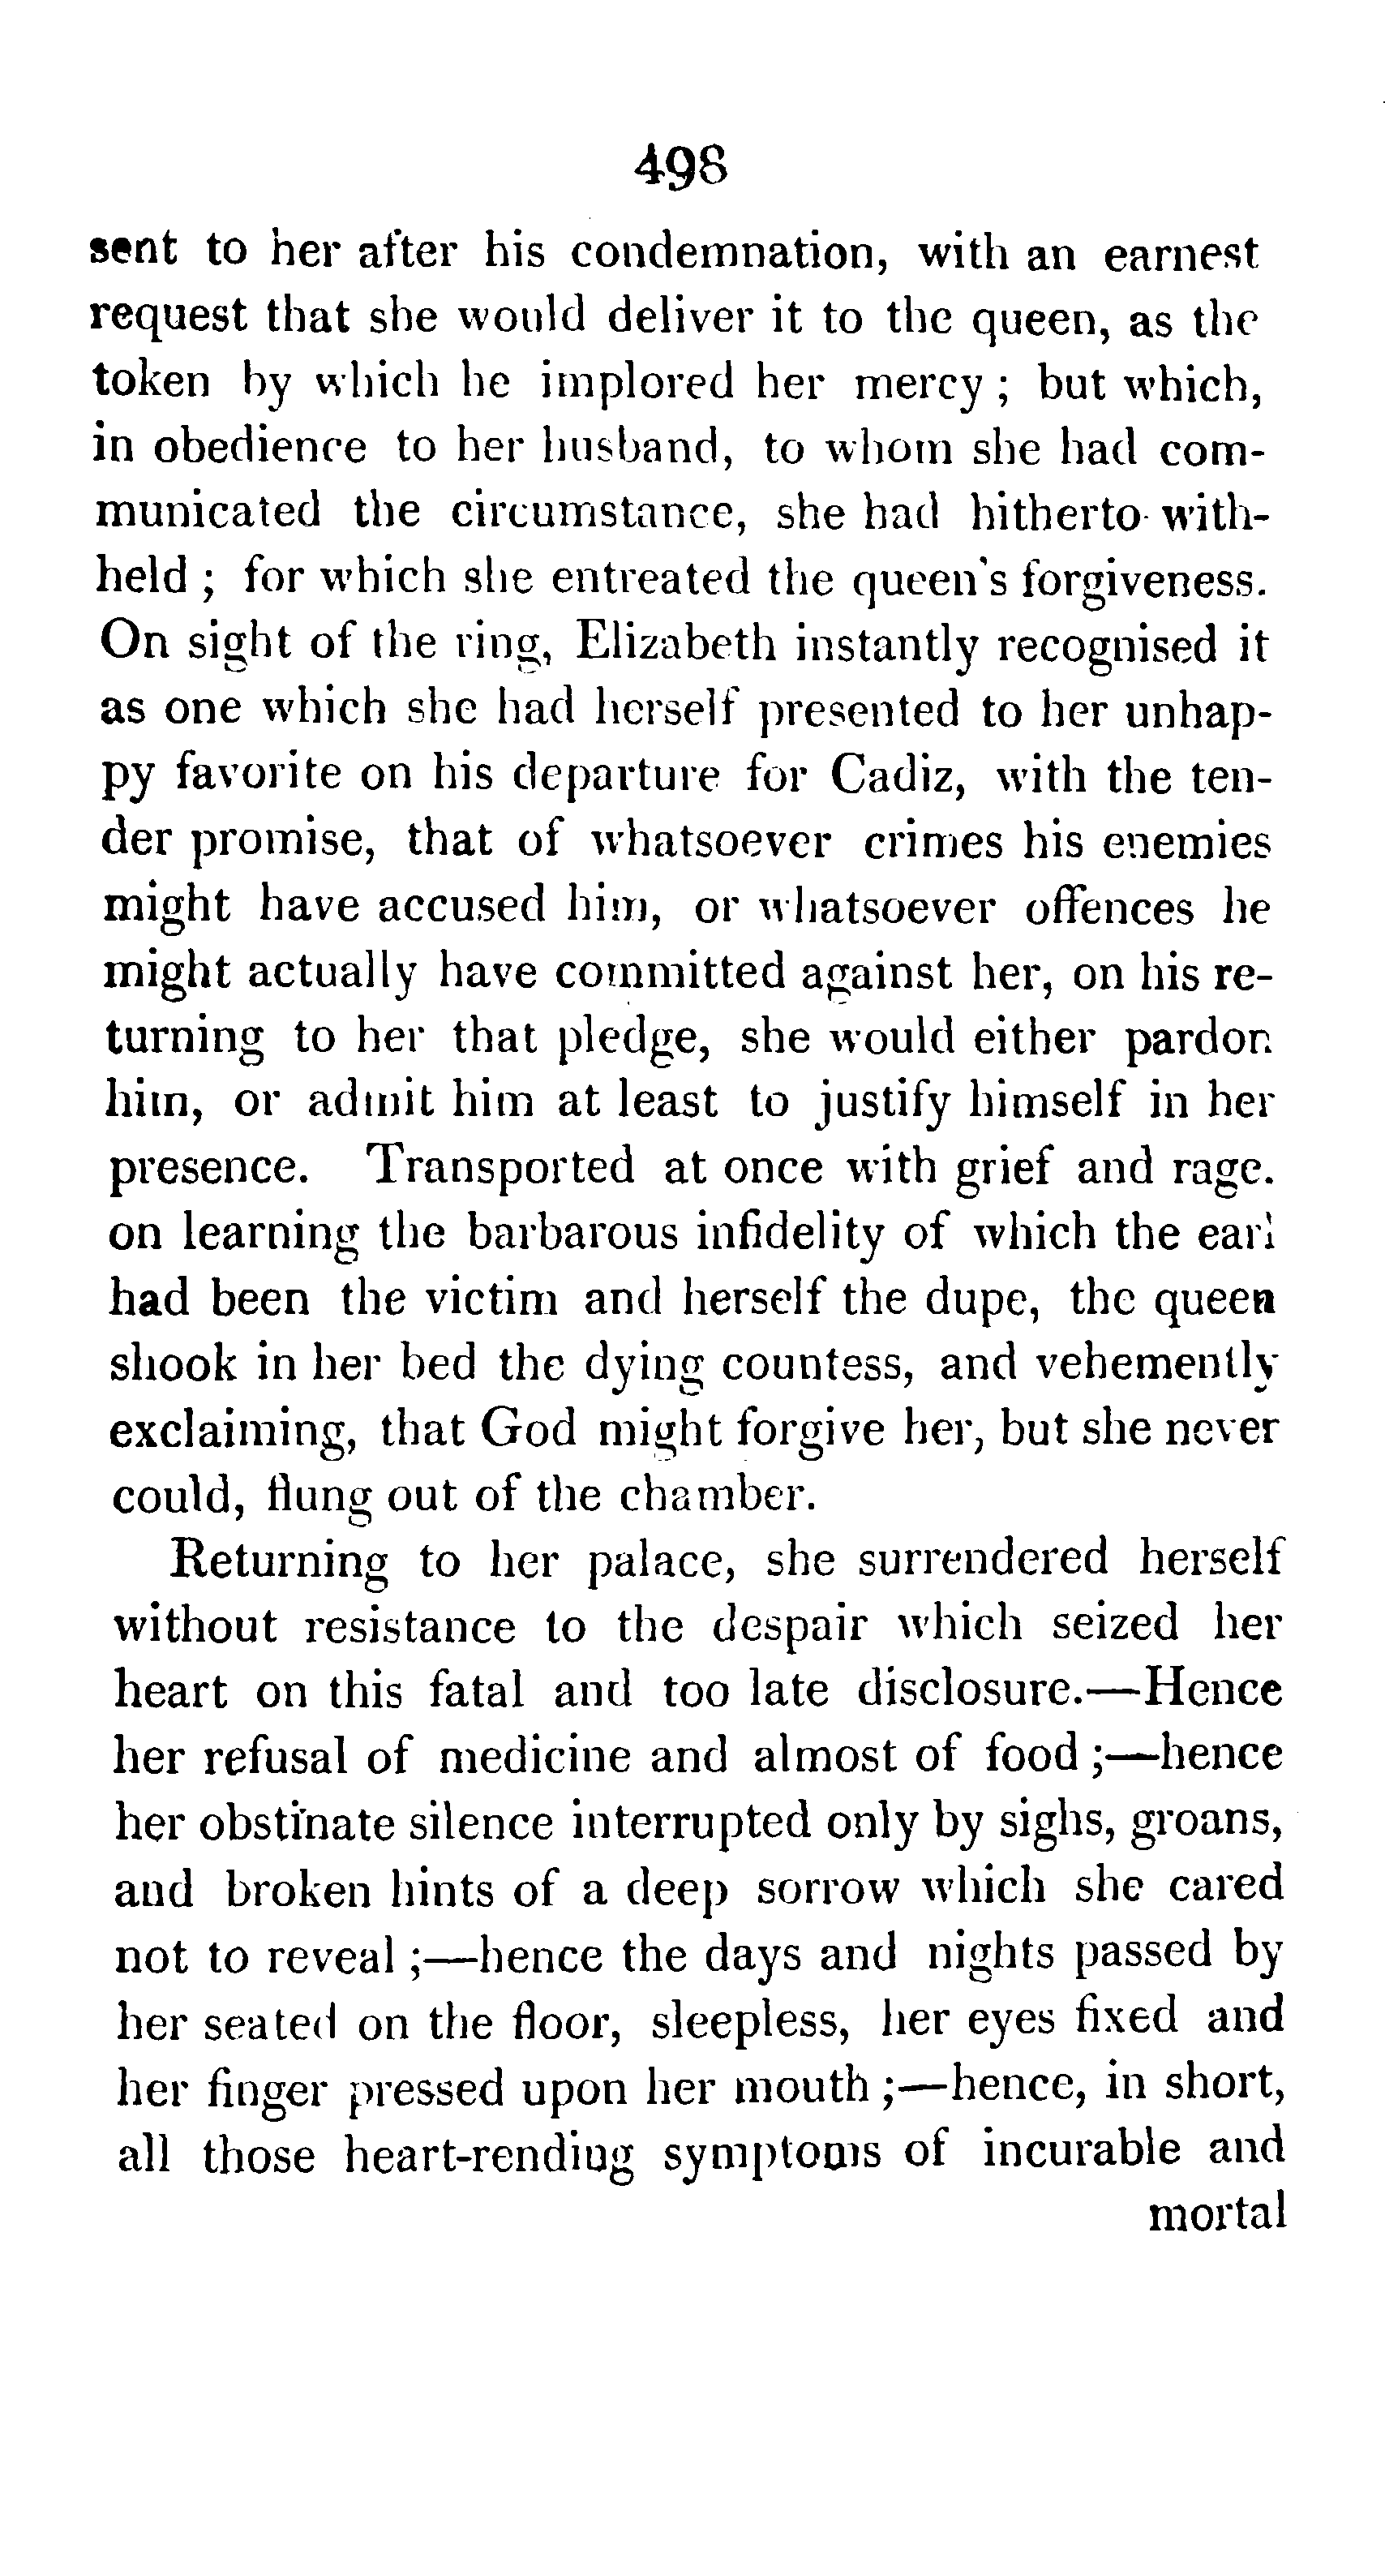 498
sent to her after his condemnation, with an earnest
request that she would deliver it to the queen, as the
token by which he implored her mercy ; but which,
in obedience to her husband, to whom she had com-
municated the circumstance, she had hitherto with-
held ; for which she entreated the queen's forgiveness.
On sight of the ring, Elizabeth instantly recognised it
as one which she had herself presented to her unhap-
py favorite on his departure for Cadiz, with the ten-
der promise, that of whatsoever crimes his enemies
might have accused him, or whatsoever offences he
might actually have committed against her, on his re-
turning to her that pledge, she would either pardon
him, or admit him at least to justify himself in her
presence. Transported at once with grief and rage.
on learning the barbarous infidelity of which the earl
had been the victim and herself the dupe, the queen
shook in her bed the dying countess, and vehemently
exclaiming, that God might forgive her, but she never
could, flung out of the chamber.
Returning to her palace, she surrendered herself
without resistance to the despair which seized her
heart on this fatal and too late disclosure.—Hence
her refusal of medicine and almost of food ;—hence
her obstinate silence interrupted only by sighs, groans,
and broken hints of a deep sorrow which she cared
not to reveal ;—hence the days and nights passed by
her seated on the floor, sleepless, her eyes fixed and
her finger pressed upon her mouth ;—hence, in short,
all those heart-rending symptoms of incurable and
mortal